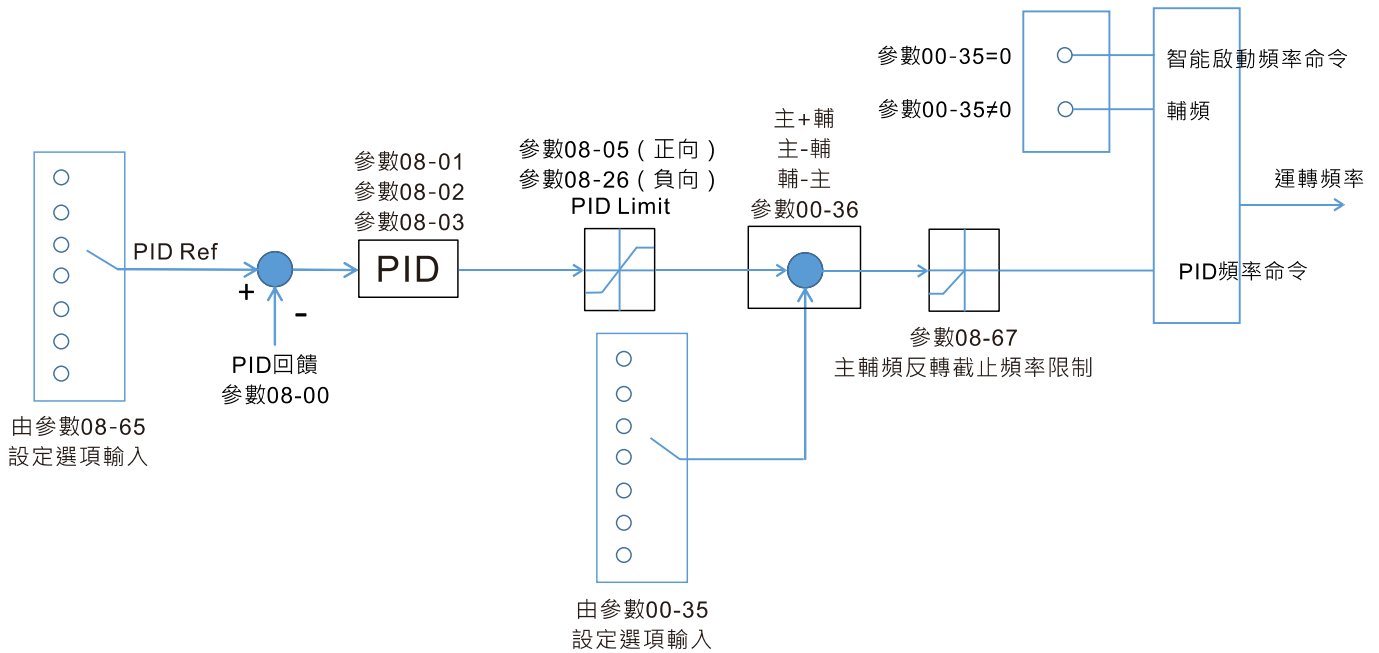 參數00-35=0
智能啟動頻率命令
參數00-35≠0
輔頻
主+輔
主-輔
輔-主
參數00-36
參數08-05（正向）
參數08-26（負向）
PID Limit
參數08-01
參數08-02
參數08-03
運轉頻率
PID Ref
PID
PID頻率命令
+
-
PID回饋
參數08-00
參數08-67
主輔頻反轉截止頻率限制
由參數08-65
設定選項輸入
由參數00-35
設定選項輸入